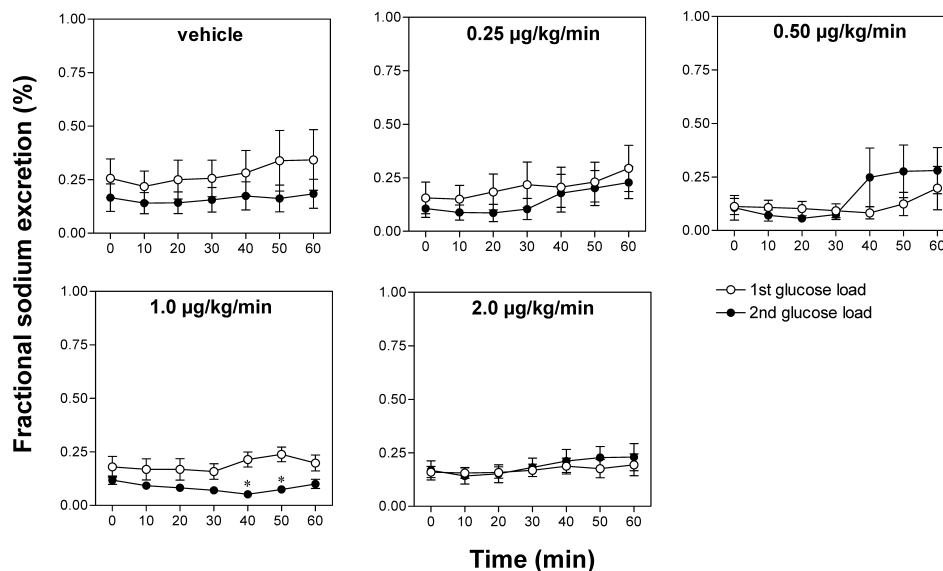 Fractional sodium excretion (%)
vehicle
1.00
0.75
0.50
0.25
0.00
0 10 20 30 40 50 60
0.25 µg/kg/min
1.00
0.75
0.50
0.25
0.00
0 10 20 30 40 50 60
0.50 µg/kg/min
1.00
0.75
0.50
0.25
0.00
0 10 20 30 40 50 60
1.0 µg/kg/min
1.00
0.75
0.50
0.25
0.00
* *
0 10 20 30 40 50 60
2.0 µg/kg/min
1.00
0.75
0.50
0.25
0.00
0 10 20 30 40 50 60
1st glucose load
2nd glucose load
Time (min)